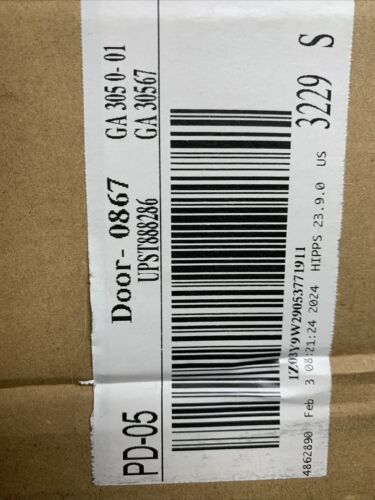 GA 305 0- 01
GA 30567
Door- 0867
UPST888286
PD-05
3229 S
1Z03Y9W29053771911
4862890 Feb 3 08:21:24 2024 HIPPS 23.9.0 US